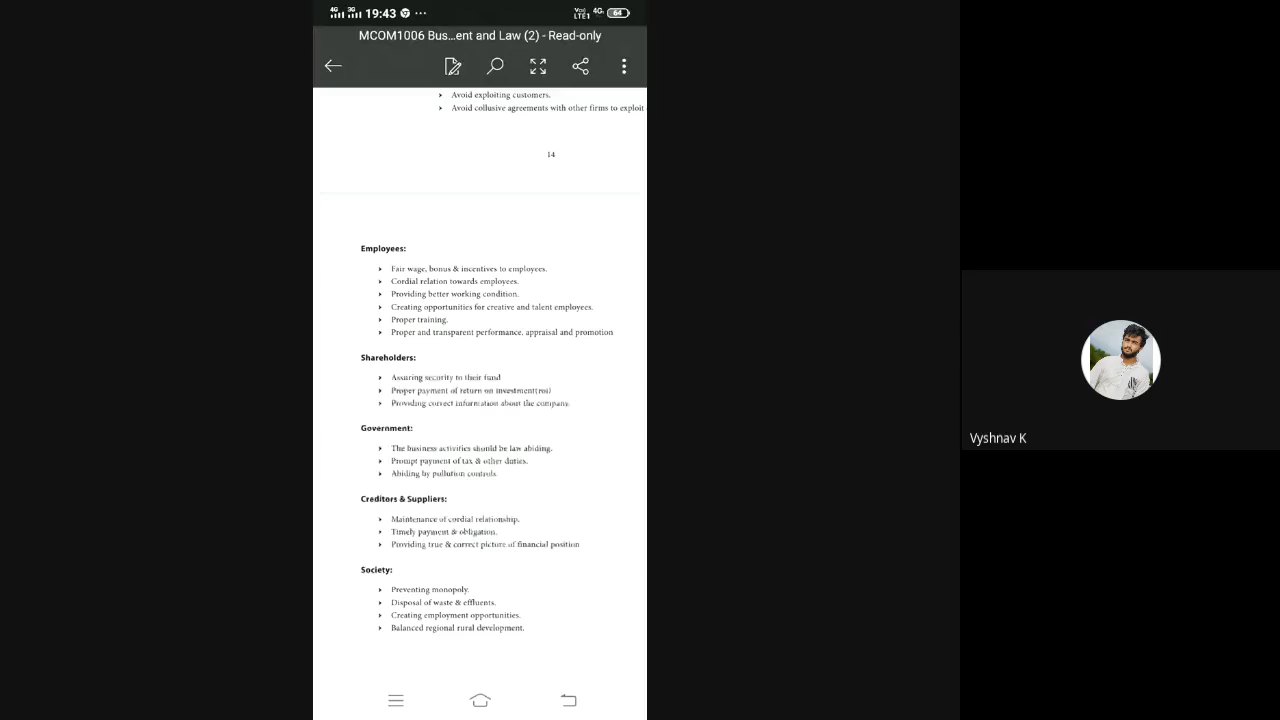 4G 3G 19:43 ...
Vo)) LTE1 4G 64
MCOM1006 Bus...ent and Law (2) - Read-only
➤ Avoid exploiting customers.
➤ Avoid collusive agreements with other firms to exploit
14
Employees:
➤ Fair wage, bonus & incentives to employees.
➤ Cordial relation towards employees.
➤ Providing better working condition.
➤ Creating opportunities for creative and talent employees.
➤ Proper training.
➤ Proper and transparent performance, appraisal and promotion
Shareholders:
➤ Assuring security to their fund
➤ Proper payment of return on investment(roi)
➤ Providing correct information about the company.
Government:
➤ The business activities should be law abiding.
➤ Prompt payment of tax & other duties.
➤ Abiding by pollution controls.
Creditors & Suppliers:
➤ Maintenance of cordial relationship.
➤ Timely payment & obligation.
➤ Providing true & correct picture of financial position
Society:
➤ Preventing monopoly.
➤ Disposal of waste & effluents.
➤ Creating employment opportunities.
➤ Balanced regional rural development.
Vyshnav K